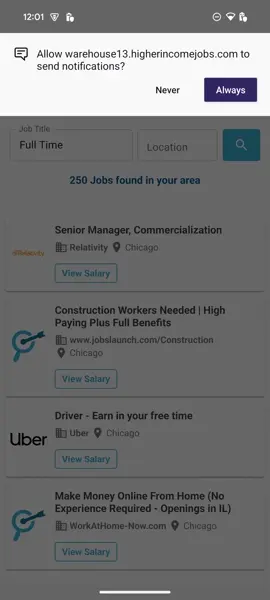 12:01
Allow warehouse13.higherincomejobs.com to
send notifications?
Never
Always
Job Title
Full Time
Location
250 Jobs found in your area
Senior Manager, Commercialization
Relativity
Chicago
View Salary
Construction Workers Needed | High
Paying Plus Full Benefits
www.jobslaunch.com/Construction
Chicago
View Salary
Uber
Driver - Earn in your free time
Uber
Chicago
View Salary
Make Money Online From Home (No
Experience Required - Openings in IL)
WorkAtHome-Now.com
Chicago
View Salary